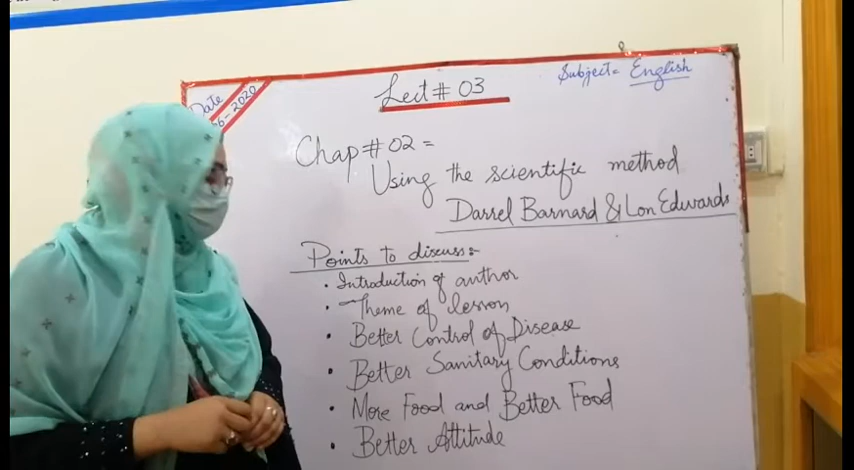 Lect # 03
Subject= English
Date
06-2020
Chap # 02 =
Using the scientific method
Darrel Barnard & Lon Edwards
Points to discuss:-
• Introduction of author
• Theme of lesson
• Better Control of Disease
• Better Sanitary Conditions
• More Food and Better Food
• Better Attitude